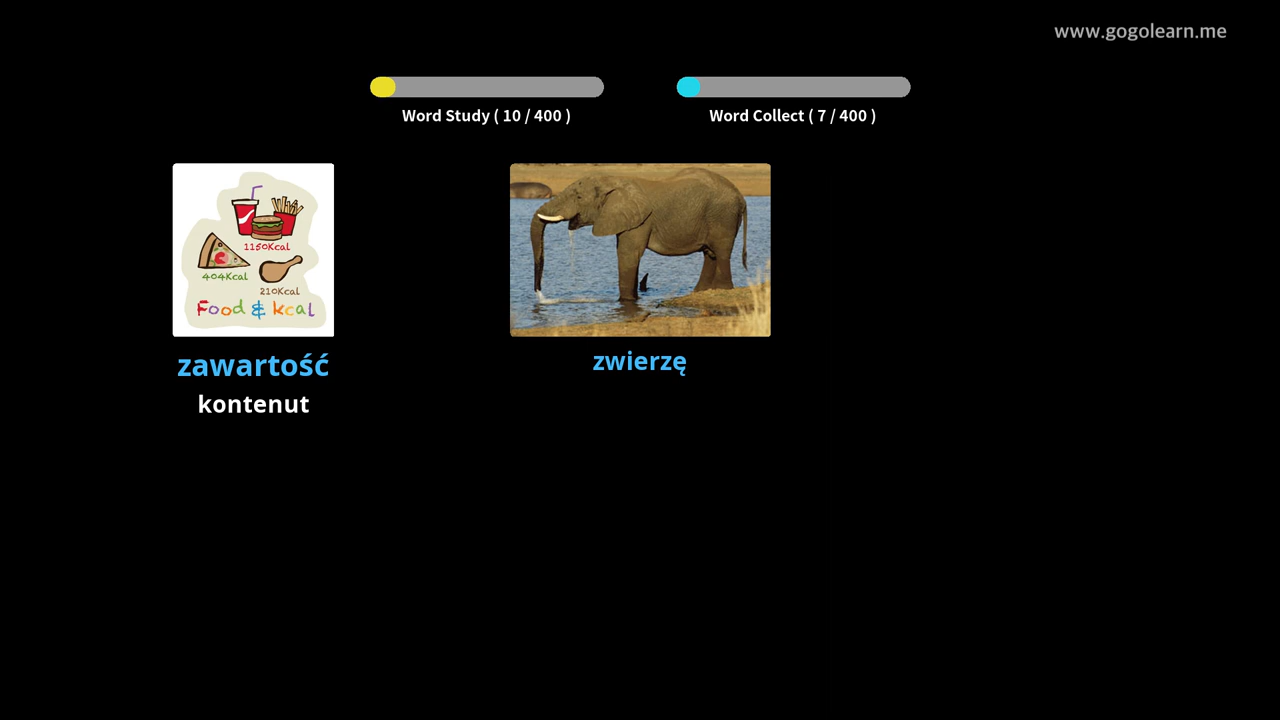 www.gogolearn.me
Word Study ( 10 / 400 )
Word Collect ( 7 / 400 )
1150Kcal
404Kcal
210Kcal
Food & kcal
zawartość
kontenut
zwierzę